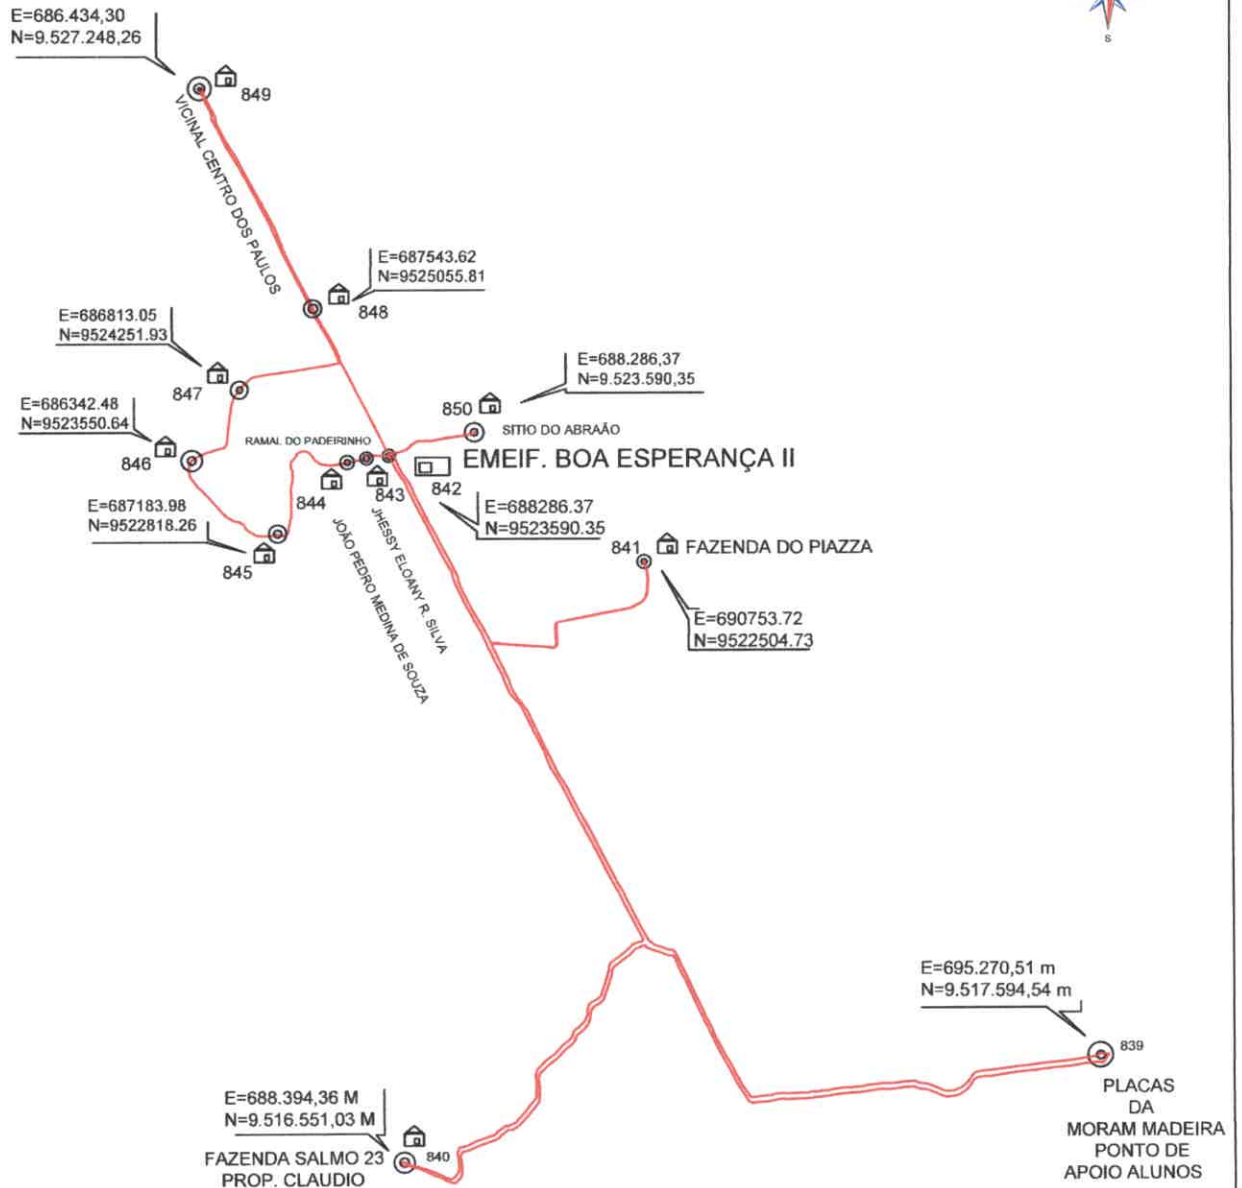 E=686.434,30
N=9.527.248,26
S
849
VICINAL CENTRO DOS PAULOS
E=687543.62
N=9525055.81
848
E=686813.05
N=9524251.93
847
E=688.286,37
N=9.523.590,35
850
SITIO DO ABRAÃO
E=686342.48
N=9523550.64
846
RAMAL DO PADEIRINHO
EMEIF. BOA ESPERANÇA II
842
843
844
JHESSY ELOANY R. SILVA
JOÃO PEDRO MEDINA DE SOUZA
E=687183.98
N=9522818.26
845
E=688286.37
N=9523590.35
841
FAZENDA DO PIAZZA
E=690753.72
N=9522504.73
E=695.270,51 m
N=9.517.594,54 m
839
PLACAS
DA
MORAM MADEIRA
PONTO DE
APOIO ALUNOS
E=688.394,36 M
N=9.516.551,03 M
840
FAZENDA SALMO 23
PROP. CLAUDIO